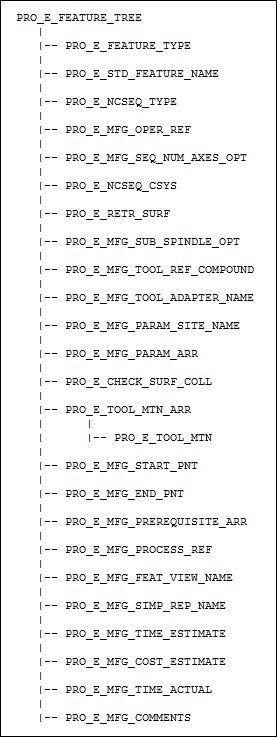 PRO_E_FEATURE_TREE
|-- PRO_E_FEATURE_TYPE
|-- PRO_E_STD_FEATURE_NAME
|-- PRO_E_NCSEQ_TYPE
|-- PRO_E_MFG_OPER_REF
|-- PRO_E_MFG_SEQ_NUM_AXES_OPT
|-- PRO_E_NCSEQ_CSYS
|-- PRO_E_RETR_SURF
|-- PRO_E_MFG_SUB_SPINDLE_OPT
|-- PRO_E_MFG_TOOL_REF_COMPOUND
|-- PRO_E_MFG_TOOL_ADAPTER_NAME
|-- PRO_E_MFG_PARAM_SITE_NAME
|-- PRO_E_MFG_PARAM_ARR
|-- PRO_E_CHECK_SURF_COLL
|-- PRO_E_TOOL_MTN_ARR
|-- PRO_E_TOOL_MTN
|-- PRO_E_MFG_START_PNT
|-- PRO_E_MFG_END_PNT
|-- PRO_E_MFG_PREREQUISITE_ARR
|-- PRO_E_MFG_PROCESS_REF
|-- PRO_E_MFG_FEAT_VIEW_NAME
|-- PRO_E_MFG_SIMP_REP_NAME
|-- PRO_E_MFG_TIME_ESTIMATE
|-- PRO_E_MFG_COST_ESTIMATE
|-- PRO_E_MFG_TIME_ACTUAL
|-- PRO_E_MFG_COMMENTS